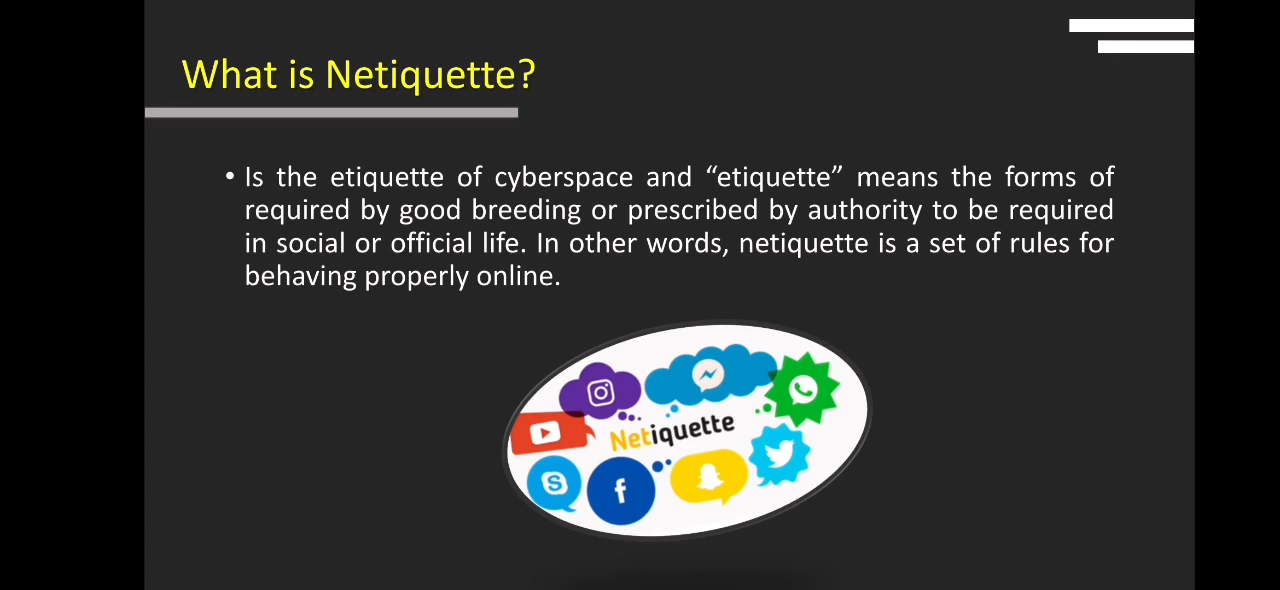 What is Netiquette?
• Is the etiquette of cyberspace and “etiquette” means the forms of
required by good breeding or prescribed by authority to be required
in social or official life. In other words, netiquette is a set of rules for
behaving properly online.
Netiquette